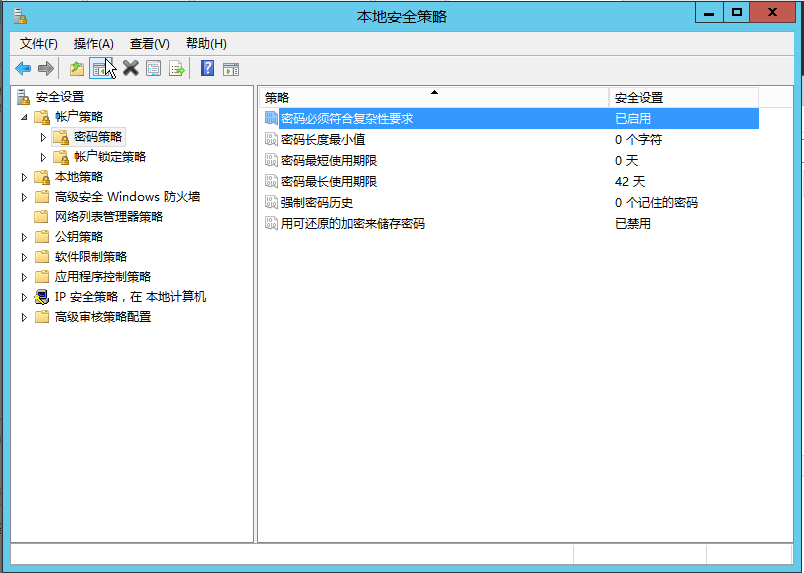 本地安全策略
文件(F) 操作(A) 查看(V) 帮助(H)
安全设置
帐户策略
密码策略
帐户锁定策略
本地策略
高级安全 Windows 防火墙
网络列表管理器策略
公钥策略
软件限制策略
应用程序控制策略
IP 安全策略，在 本地计算机
高级审核策略配置
策略 安全设置
密码必须符合复杂性要求 已启用
密码长度最小值 0 个字符
密码最短使用期限 0 天
密码最长使用期限 42 天
强制密码历史 0 个记住的密码
用可还原的加密来储存密码 已禁用